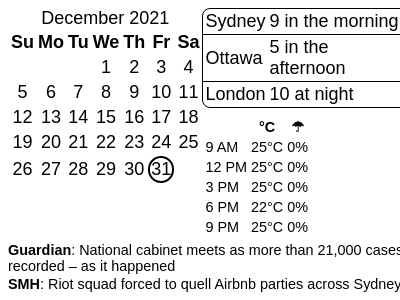 December 2021
Su Mo Tu We Th Fr Sa
1 2 3 4
5 6 7 8 9 10 11
12 13 14 15 16 17 18
19 20 21 22 23 24 25
26 27 28 29 30 31
Sydney 9 in the morning
Ottawa 5 in the
afternoon
London 10 at night
°C ☂
9 AM 25°C 0%
12 PM 25°C 0%
3 PM 25°C 0%
6 PM 22°C 0%
9 PM 25°C 0%
Guardian: National cabinet meets as more than 21,000 cases
recorded – as it happened
SMH: Riot squad forced to quell Airbnb parties across Sydney